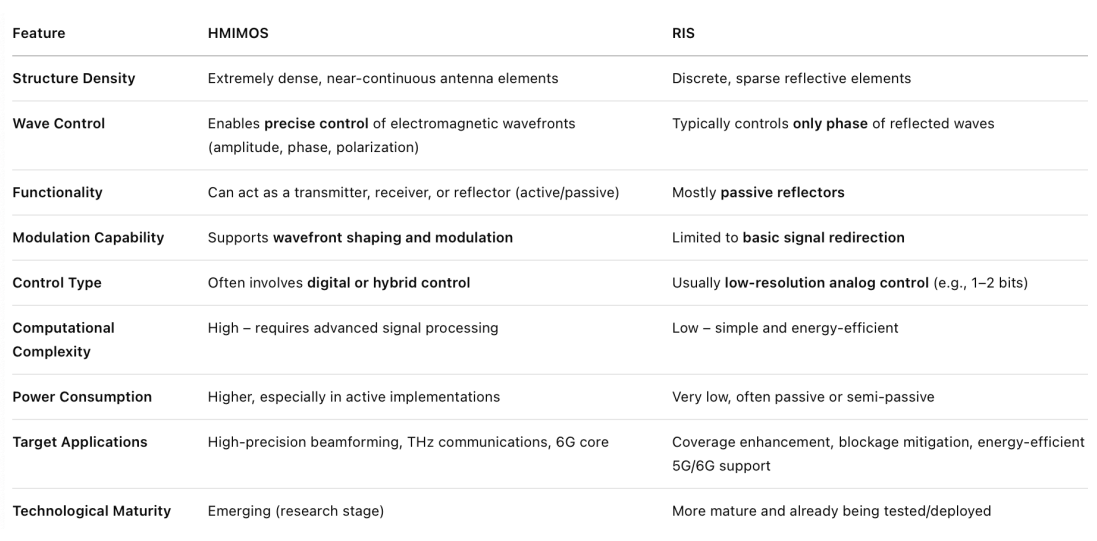 Feature HMIMOS RIS
Structure Density Extremely dense, near-continuous antenna elements Discrete, sparse reflective elements
Wave Control Enables precise control of electromagnetic wavefronts Typically controls only phase of reflected waves
(amplitude, phase, polarization)
Functionality Can act as a transmitter, receiver, or reflector (active/passive) Mostly passive reflectors
Modulation Capability Supports wavefront shaping and modulation Limited to basic signal redirection
Control Type Often involves digital or hybrid control Usually low-resolution analog control (e.g., 1–2 bits)
Computational High – requires advanced signal processing Low – simple and energy-efficient
Complexity
Power Consumption Higher, especially in active implementations Very low, often passive or semi-passive
Target Applications High-precision beamforming, THz communications, 6G core Coverage enhancement, blockage mitigation, energy-efficient
5G/6G support
Technological Maturity Emerging (research stage) More mature and already being tested/deployed